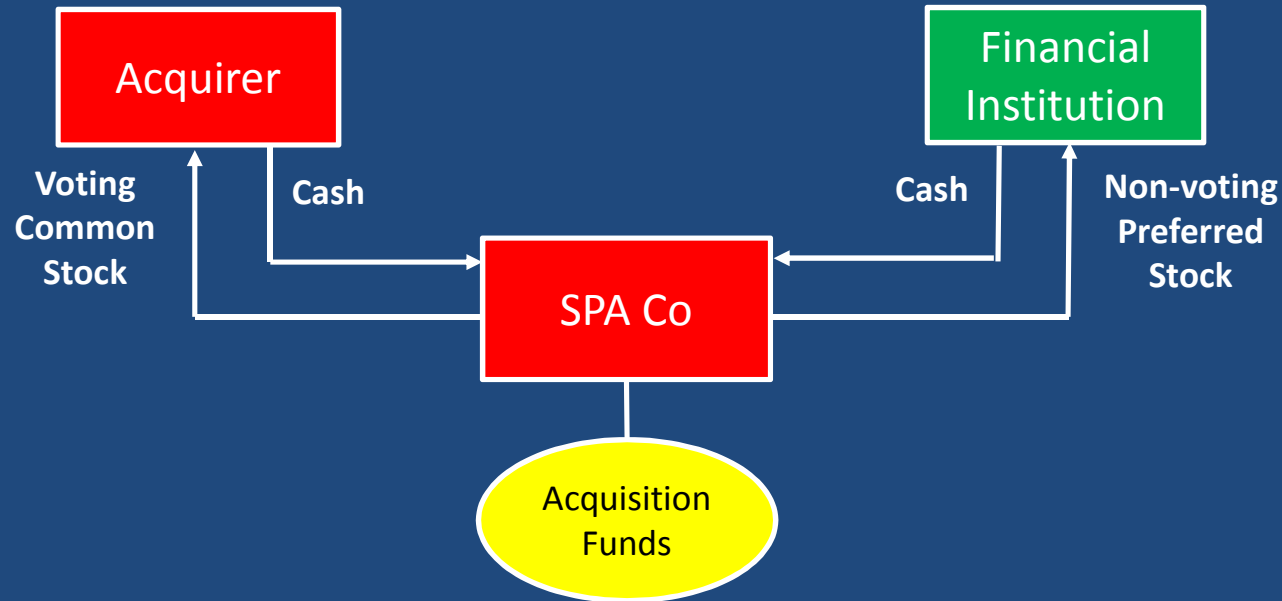 Acquirer
Financial
Institution
Voting
Common
Stock
Cash
Cash
Non-voting
Preferred
Stock
SPA Co
Acquisition
Funds